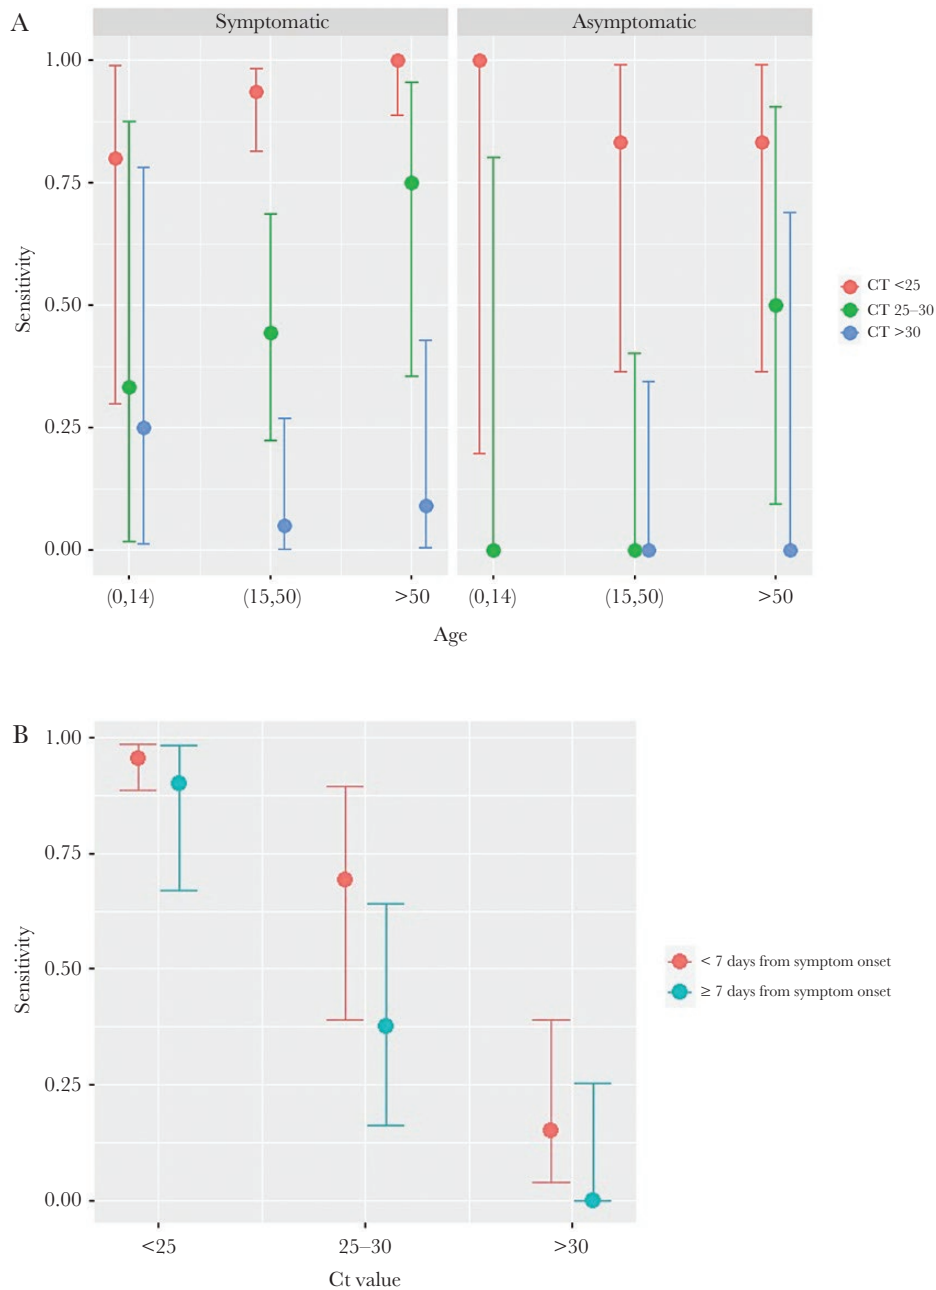 A
Symptomatic
Asymptomatic
1.00
0.75
0.50
0.25
0.00
Sensitivity
(0,14)
(15,50)
>50
(0,14)
(15,50)
>50
Age
CT <25
CT 25–30
CT >30
B
1.00
0.75
0.50
0.25
0.00
Sensitivity
<25
25–30
>30
Ct value
< 7 days from symptom onset
≥ 7 days from symptom onset